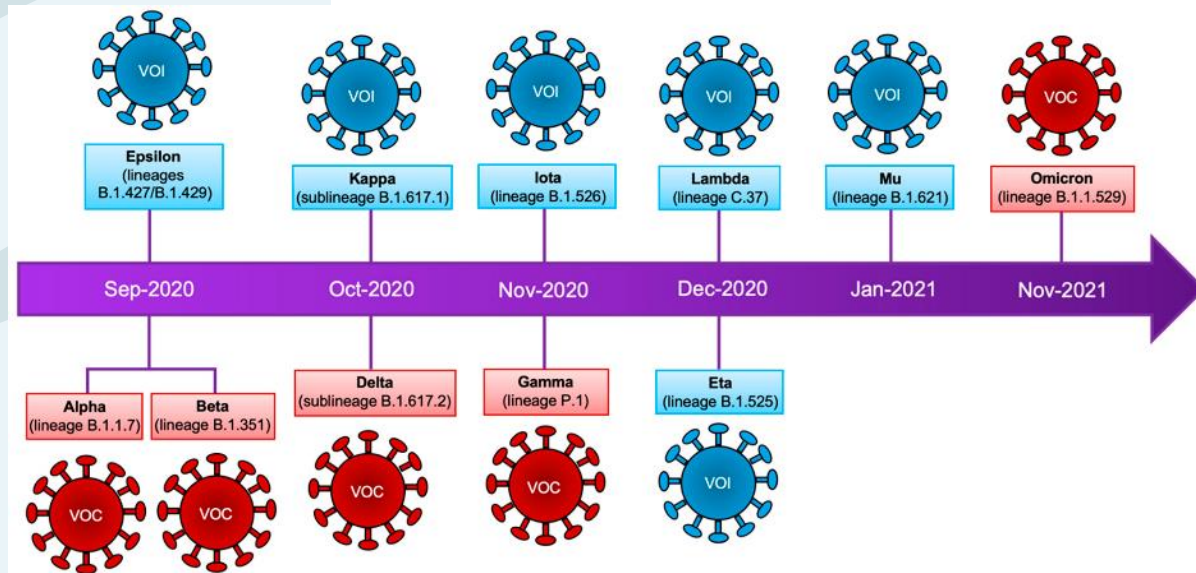 VOI
VOI
VOI
VOI
VOI
VOC
Epsilon
(lineages
B.1.427/B.1.429)
Kappa
(sublineage B.1.617.1)
Iota
(lineage B.1.526)
Lambda
(lineage C.37)
Mu
(lineage B.1.621)
Omicron
(lineage B.1.1.529)
Sep-2020
Oct-2020
Nov-2020
Dec-2020
Jan-2021
Nov-2021
Alpha
(lineage B.1.1.7)
Beta
(lineage B.1.351)
Delta
(sublineage B.1.617.2)
Gamma
(lineage P.1)
Eta
(lineage B.1.525)
VOC
VOC
VOC
VOC
VOI